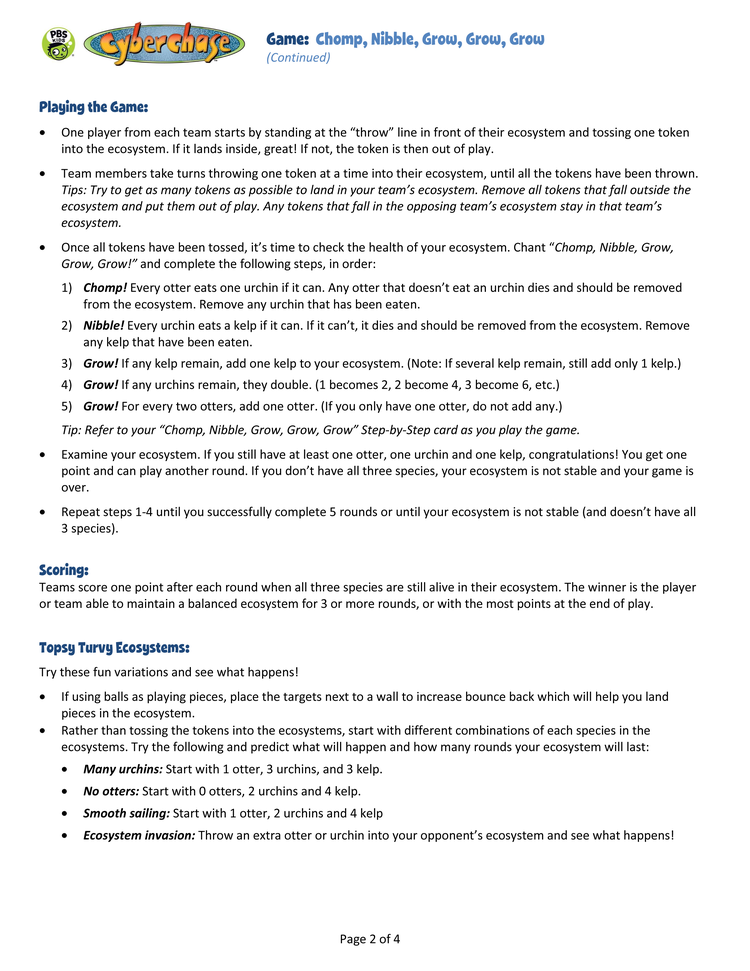 PBS
KIDS
Cyberchase
Game: Chomp, Nibble, Grow, Grow, Grow
(Continued)
Playing the Game:
• One player from each team starts by standing at the “throw” line in front of their ecosystem and tossing one token
into the ecosystem. If it lands inside, great! If not, the token is then out of play.
• Team members take turns throwing one token at a time into their ecosystem, until all the tokens have been thrown.
Tips: Try to get as many tokens as possible to land in your team’s ecosystem. Remove all tokens that fall outside the
ecosystem and put them out of play. Any tokens that fall in the opposing team’s ecosystem stay in that team’s
ecosystem.
• Once all tokens have been tossed, it’s time to check the health of your ecosystem. Chant “Chomp, Nibble, Grow,
Grow, Grow!” and complete the following steps, in order:
1) Chomp! Every otter eats one urchin if it can. Any otter that doesn’t eat an urchin dies and should be removed
from the ecosystem. Remove any urchin that has been eaten.
2) Nibble! Every urchin eats a kelp if it can. If it can’t, it dies and should be removed from the ecosystem. Remove
any kelp that have been eaten.
3) Grow! If any kelp remain, add one kelp to your ecosystem. (Note: If several kelp remain, still add only 1 kelp.)
4) Grow! If any urchins remain, they double. (1 becomes 2, 2 become 4, 3 become 6, etc.)
5) Grow! For every two otters, add one otter. (If you only have one otter, do not add any.)
Tip: Refer to your “Chomp, Nibble, Grow, Grow, Grow” Step-by-Step card as you play the game.
• Examine your ecosystem. If you still have at least one otter, one urchin and one kelp, congratulations! You get one
point and can play another round. If you don’t have all three species, your ecosystem is not stable and your game is
over.
• Repeat steps 1-4 until you successfully complete 5 rounds or until your ecosystem is not stable (and doesn’t have all
3 species).
Scoring:
Teams score one point after each round when all three species are still alive in their ecosystem. The winner is the player
or team able to maintain a balanced ecosystem for 3 or more rounds, or with the most points at the end of play.
Topsy Turvy Ecosystems:
Try these fun variations and see what happens!
• If using balls as playing pieces, place the targets next to a wall to increase bounce back which will help you land
pieces in the ecosystem.
• Rather than tossing the tokens into the ecosystems, start with different combinations of each species in the
ecosystems. Try the following and predict what will happen and how many rounds your ecosystem will last:
• Many urchins: Start with 1 otter, 3 urchins, and 3 kelp.
• No otters: Start with 0 otters, 2 urchins and 4 kelp.
• Smooth sailing: Start with 1 otter, 2 urchins and 4 kelp
• Ecosystem invasion: Throw an extra otter or urchin into your opponent’s ecosystem and see what happens!
Page 2 of 4